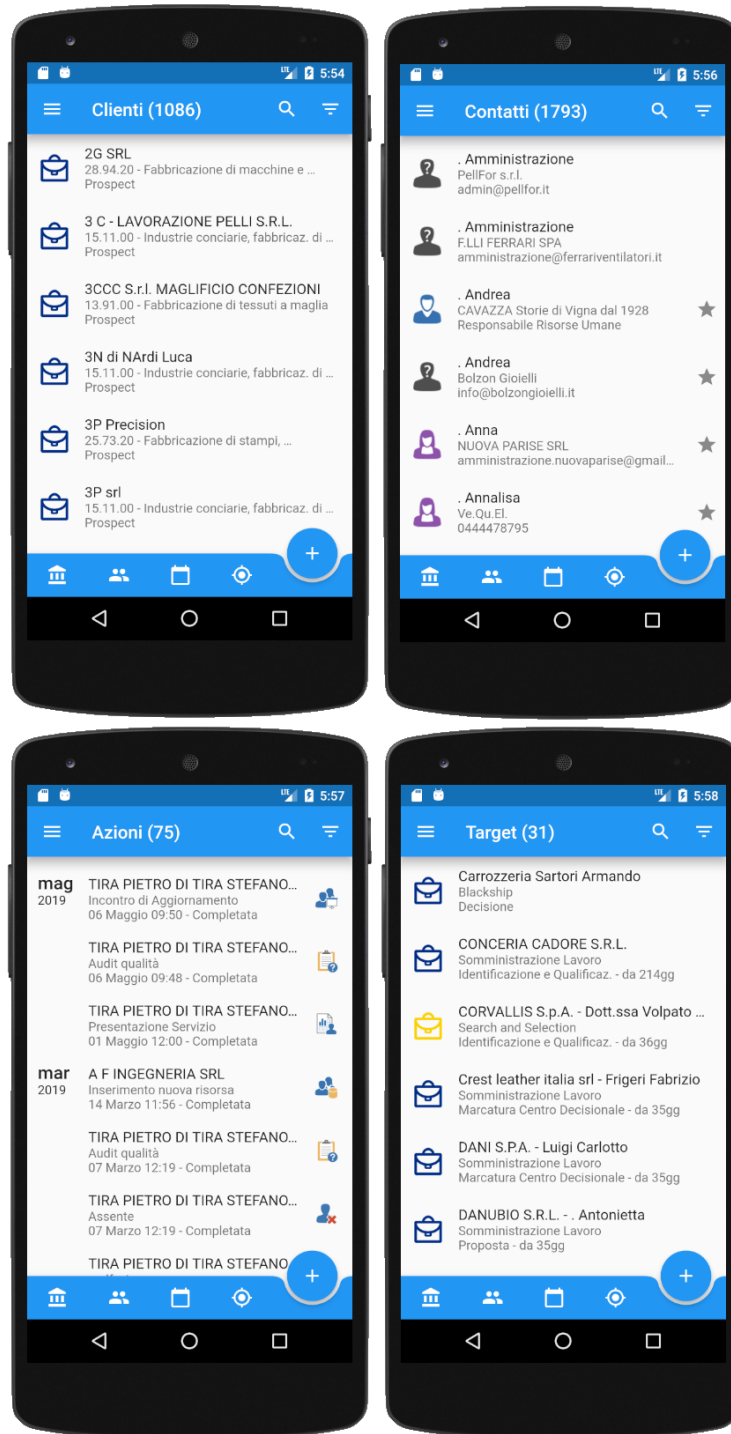 5:54
Clienti (1086)
2G SRL
28.94.20 - Fabbricazione di macchine e ...
Prospect
3 C - LAVORAZIONE PELLI S.R.L.
15.11.00 - Industrie conciarie, fabbricaz. di ...
Prospect
3CCC S.r.l. MAGLIFICIO CONFEZIONI
13.91.00 - Fabbricazione di tessuti a maglia
Prospect
3N di NArdi Luca
15.11.00 - Industrie conciarie, fabbricaz. di ...
Prospect
3P Precision
25.73.20 - Fabbricazione di stampi, ...
Prospect
3P srl
15.11.00 - Industrie conciarie, fabbricaz. di ...
Prospect
LTE 5:56
Contatti (1793)
. Amministrazione
PellFor s.r.l.
admin@pellfor.it
. Amministrazione
F.LLI FERRARI SPA
amministrazione@ferrariventilatori.it
. Andrea
CAVAZZA Storie di Vigna dal 1928
Responsabile Risorse Umane
. Andrea
Bolzon Gioielli
info@bolzongioielli.it
. Anna
NUOVA PARISE SRL
amministrazione.nuovaparise@gmail...
. Annalisa
Ve.Qu.El.
0444478795
LTE 5:57
Azioni (75)
mag
2019
TIRA PIETRO DI TIRA STEFANO...
Incontro di Aggiornamento
06 Maggio 09:50 - Completata
TIRA PIETRO DI TIRA STEFANO...
Audit qualità
06 Maggio 09:48 - Completata
TIRA PIETRO DI TIRA STEFANO...
Presentazione Servizio
01 Maggio 12:00 - Completata
mar
2019
A F INGEGNERIA SRL
Inserimento nuova risorsa
14 Marzo 11:56 - Completata
TIRA PIETRO DI TIRA STEFANO...
Audit qualità
07 Marzo 12:19 - Completata
TIRA PIETRO DI TIRA STEFANO...
Assente
07 Marzo 12:19 - Completata
TIRA PIETRO DI TIRA STEFANO
LTE 5:58
Target (31)
Carrozzeria Sartori Armando
Blackship
Decisione
CONCERIA CADORE S.R.L.
Somministrazione Lavoro
Identificazione e Qualificaz. - da 214gg
CORVALLIS S.p.A. - Dott.ssa Volpato ...
Search and Selection
Identificazione e Qualificaz. - da 36gg
Crest leather italia srl - Frigeri Fabrizio
Somministrazione Lavoro
Marcatura Centro Decisionale - da 35gg
DANI S.P.A. - Luigi Carlotto
Somministrazione Lavoro
Marcatura Centro Decisionale - da 35gg
DANUBIO S.R.L. - . Antonietta
Somministrazione Lavoro
Proposta - da 35gg